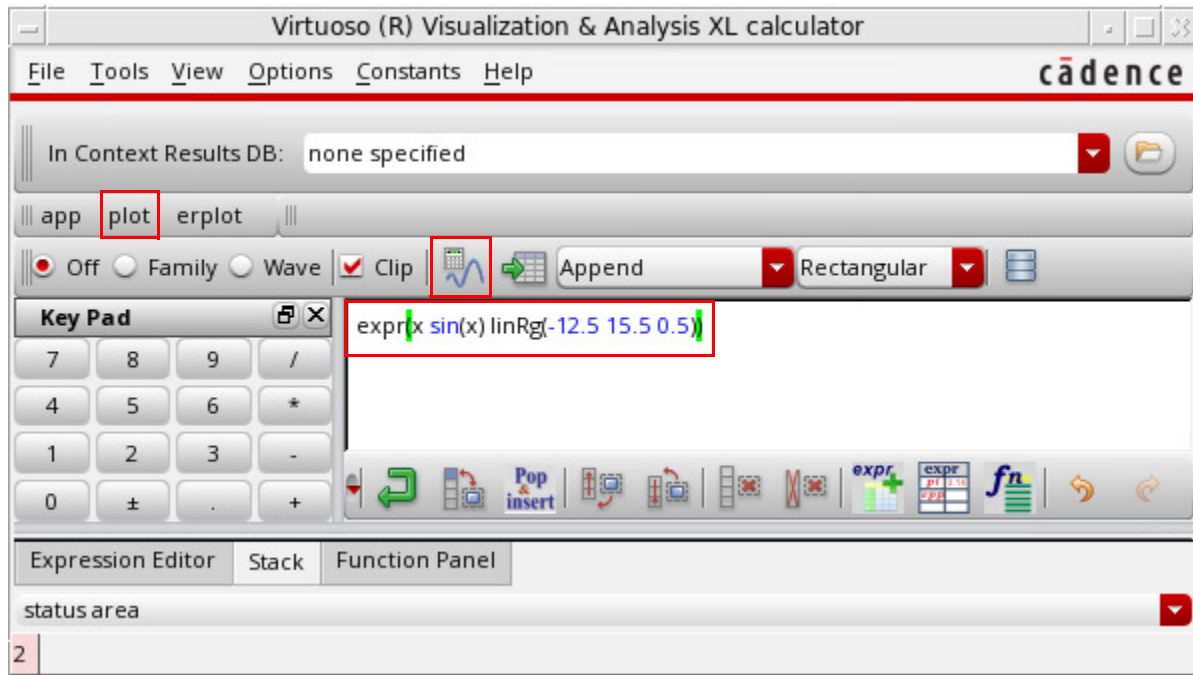 Virtuoso (R) Visualization & Analysis XL calculator
File Tools View Options Constants Help
cādence
In Context Results DB: none specified
app plot erplot
Off Family Wave Clip Append Rectangular
Key Pad
expr(x sin(x) linRg(-12.5 15.5 0.5))
7 8 9 /
4 5 6 *
1 2 3 -
0 ± . +
Pop & insert
expr
expr
fn
Expression Editor Stack Function Panel
status area
2